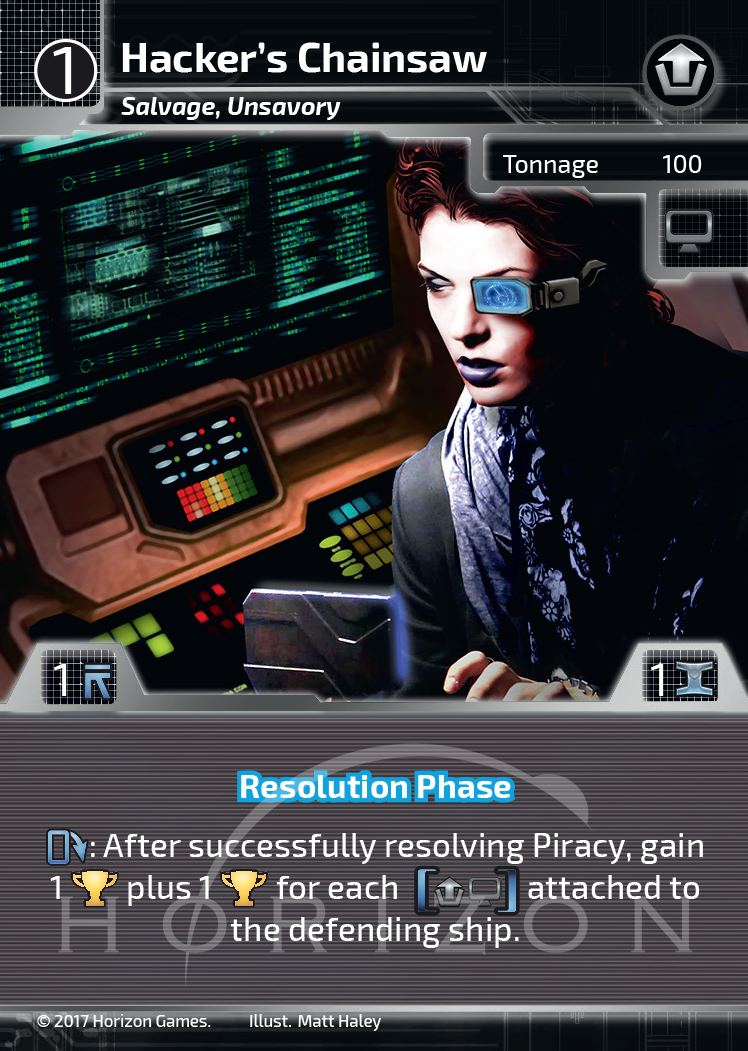 1
Hacker's Chainsaw
Salvage, Unsavory
Tonnage 100
1
1
Resolution Phase
: After successfully resolving Piracy, gain
1 plus 1 for each [ ] attached to
the defending ship.
HORIZON
© 2017 Horizon Games. Illust. Matt Haley